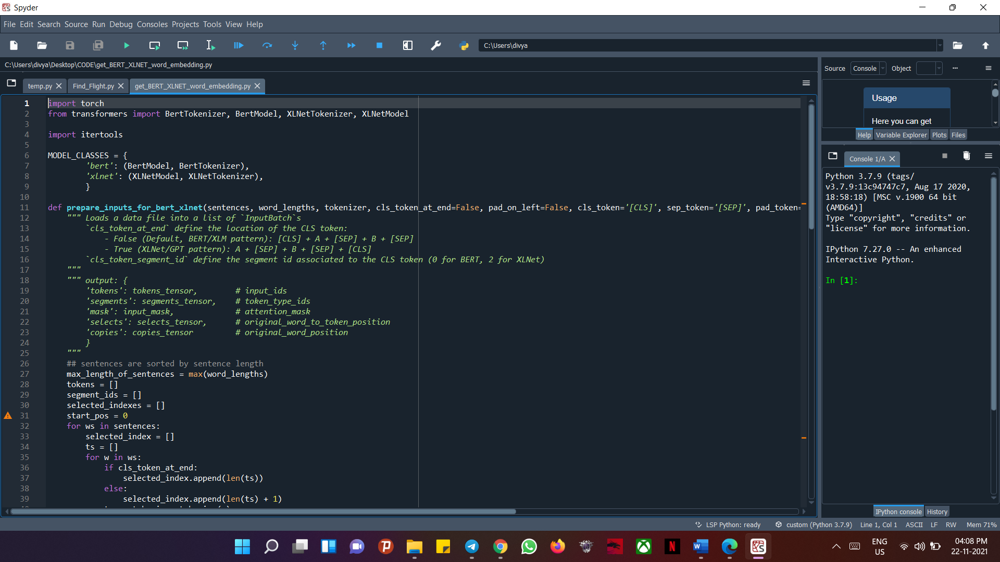 Spyder
File Edit Search Source Run Debug Consoles Projects Tools View Help
C:\Users\divya
C:\Users\divya\Desktop\CODE\get_BERT_XLNET_word_embedding.py
temp.py Find_Flight.py get_BERT_XLNET_word_embedding.py
1 import torch
2 from transformers import BertTokenizer, BertModel, XLNetTokenizer, XLNetModel
3
4 import itertools
5
6 MODEL_CLASSES = {
7 'bert': (BertModel, BertTokenizer),
8 'xlnet': (XLNetModel, XLNetTokenizer),
9 }
10
11 def prepare_inputs_for_bert_xlnet(sentences, word_lengths, tokenizer, cls_token_at_end=False, pad_on_left=False, cls_token='[CLS]', sep_token='[SEP]', pad_token=
12 """ Loads a data file into a list of `InputBatch`s
13 `cls_token_at_end` define the location of the CLS token:
14 - False (Default, BERT/XLM pattern): [CLS] + A + [SEP] + B + [SEP]
15 - True (XLNet/GPT pattern): A + [SEP] + B + [SEP] + [CLS]
16 `cls_token_segment_id` define the segment id associated to the CLS token (0 for BERT, 2 for XLNet)
17 """
18 """ output: {
19 'tokens': tokens_tensor, # input_ids
20 'segments': segments_tensor, # token_type_ids
21 'mask': input_mask, # attention_mask
22 'selects': selects_tensor, # original_word_to_token_position
23 'copies': copies_tensor # original_word_position
24 }
25 """
26 ## sentences are sorted by sentence length
27 max_length_of_sentences = max(word_lengths)
28 tokens = []
29 segment_ids = []
30 selected_indexes = []
31 start_pos = 0
32 for ws in sentences:
33 selected_index = []
34 ts = []
35 for w in ws:
36 if cls_token_at_end:
37 selected_index.append(len(ts))
38 else:
39 selected_index.append(len(ts) + 1)
Source Console Object
Usage
Here you can get
Help Variable Explorer Plots Files
Console 1/A
Python 3.7.9 (tags/
v3.7.9:13c94747c7, Aug 17 2020,
18:58:18) [MSC v.1900 64 bit
(AMD64)]
Type "copyright", "credits" or
"license" for more information.
IPython 7.27.0 -- An enhanced
Interactive Python.
In [1]:
IPython console History
LSP Python: ready custom (Python 3.7.9) Line 1, Col 1 ASCII LF RW Mem 71%
ENG
US
04:08 PM
22-11-2021